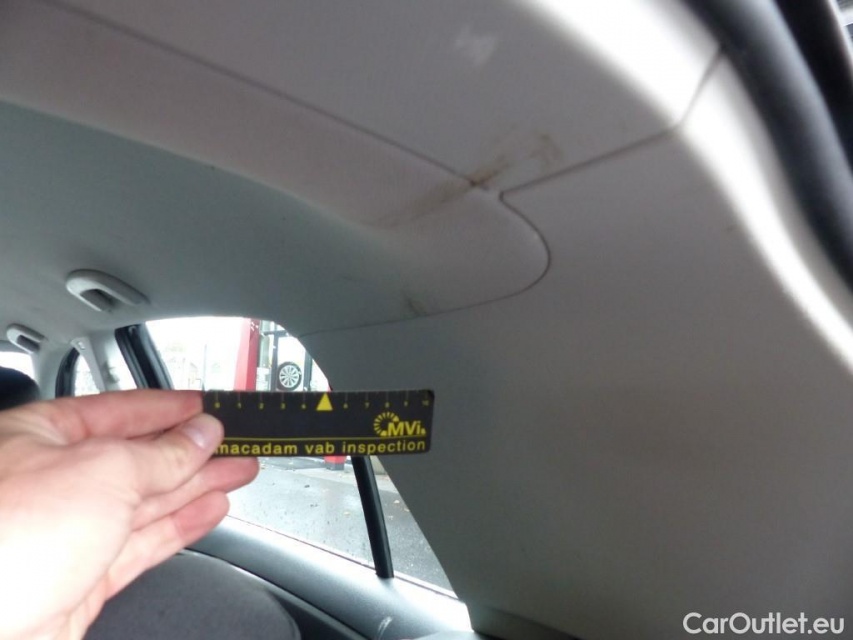 MVi
macadam vab inspection
CarOutlet.eu